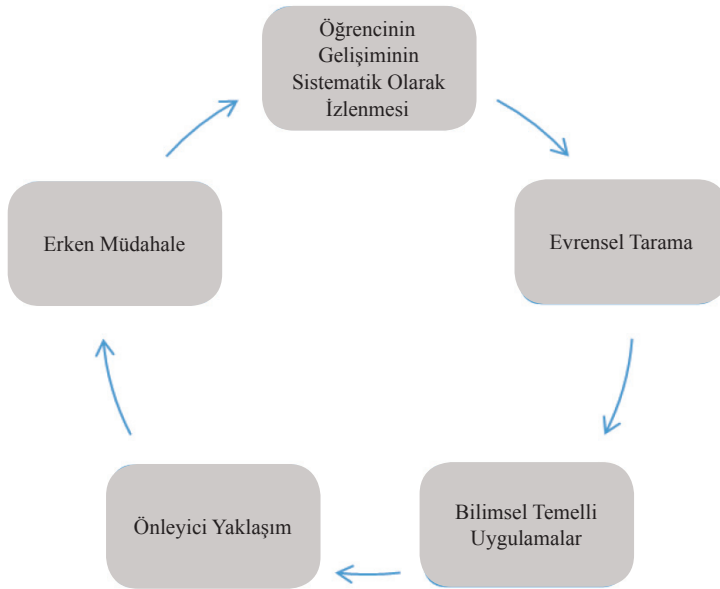 Öğrencinin
Gelişiminin
Sistematik Olarak
İzlenmesi
Evrensel Tarama
Bilimsel Temelli
Uygulamalar
Önleyici Yaklaşım
Erken Müdahale